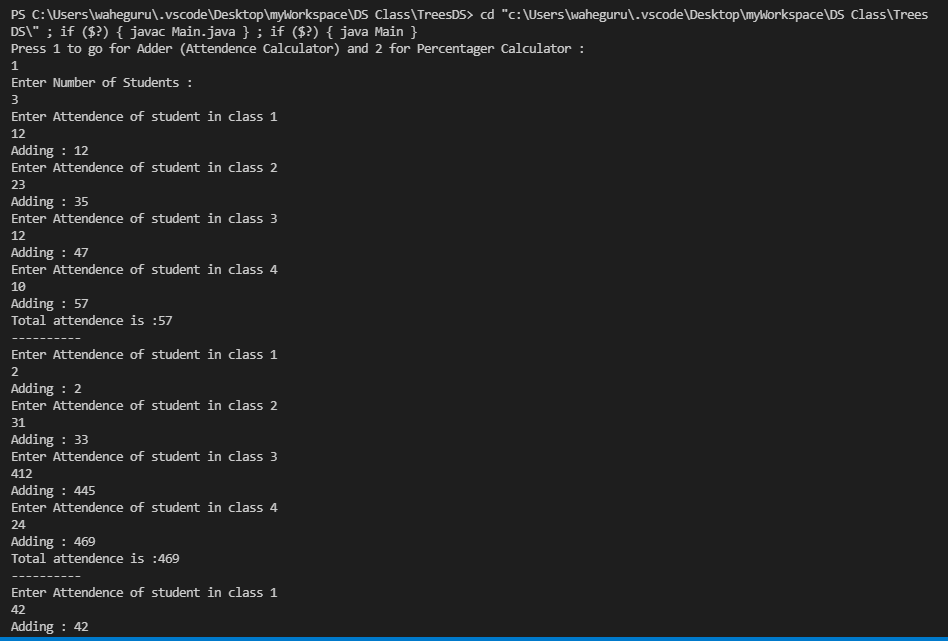 PS C:\Users\waheguru\.vscode\Desktop\myWorkspace\DS Class\TreesDS> cd "c:\Users\waheguru\.vscode\Desktop\myWorkspace\DS Class\Trees
DS\" ; if ($?) { javac Main.java } ; if ($?) { java Main }
Press 1 to go for Adder (Attendence Calculator) and 2 for Percentager Calculator :
1
Enter Number of Students :
3
Enter Attendence of student in class 1
12
Adding : 12
Enter Attendence of student in class 2
23
Adding : 35
Enter Attendence of student in class 3
12
Adding : 47
Enter Attendence of student in class 4
10
Adding : 57
Total attendence is :57
----------
Enter Attendence of student in class 1
2
Adding : 2
Enter Attendence of student in class 2
31
Adding : 33
Enter Attendence of student in class 3
412
Adding : 445
Enter Attendence of student in class 4
24
Adding : 469
Total attendence is :469
----------
Enter Attendence of student in class 1
42
Adding : 42